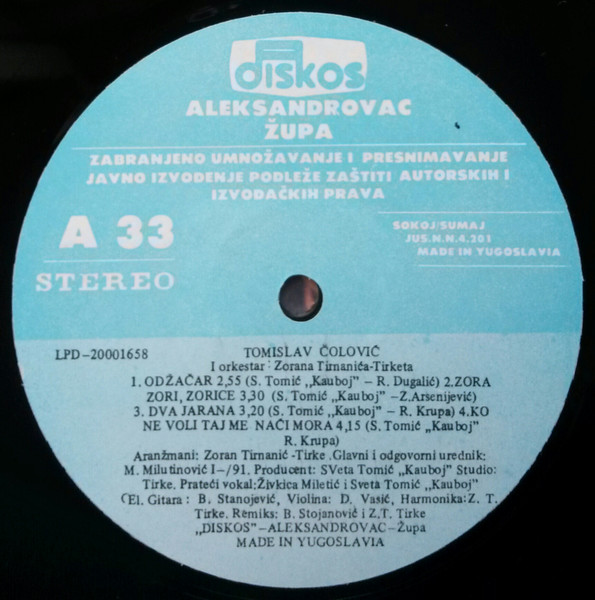 DISKOS
ALEKSANDROVAC
ŽUPA
ZABRANJENO UMNOŽAVANJE I PRESNIMAVANJE
JAVNO IZVOĐENJE PODLEŽE ZAŠTITI AUTORSKIH I
IZVOĐAČKIH PRAVA
A 33
STEREO
SOKOJ/SUMAJ
JUS.N.N.4.201
MADE IN YUGOSLAVIA
LPD-20001658
TOMISLAV ČOLOVIĆ
I orkestar: Zorana Tirnanića-Tirketa
1. ODŽAČAR 2,55 (S. Tomić „Kauboj" - R. Dugalić) 2.ZORA
ZORI, ZORICE 3,30 (S. Tomić „Kauboj" -Z.Arsenijević)
3. DVA JARANA 3,20 (S. Tomić „Kauboj" - R. Krupa) 4.KO
NE VOLI TAJ ME NAĆI MORA 4,15 (S. Tomić „Kauboj"
R. Krupa)
Aranžmani: Zoran Tirnanić -Tirke .Glavni i odgovorni urednik:
M. Milutinović I-/91. Producent: SVeta Tomić „Kauboj" Studio:
Tirke. Prateći vokal: Živkica Miletić i Sveta Tomić „Kauboj"
(El. Gitara : B. Stanojević, Violina: D. Vasić, Harmonika: Z. T.
Tirke. Remiks: B. Stojanović i Z.T. Tirke
„DISKOS"-ALEKSANDROVAC-Župa
MADE IN YUGOSLAVIA